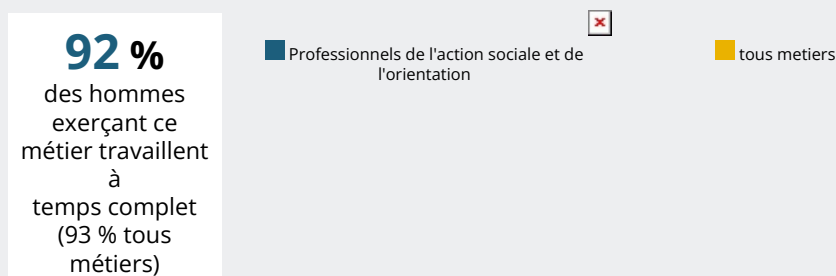 92 %
des hommes
exerçant ce
métier travaillent
à
temps complet
(93 % tous
métiers)
Professionnels de l'action sociale et de
l'orientation
tous metiers